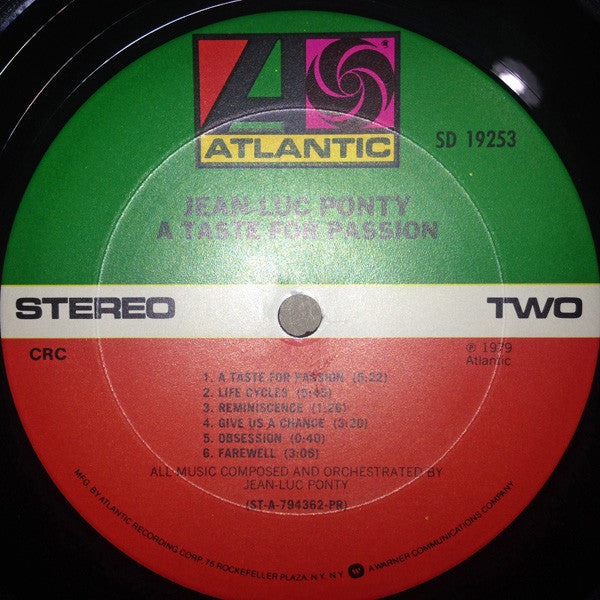 ATLANTIC
SD 19253
JEAN-LUC PONTY
A TASTE FOR PASSION
STEREO TWO
CRC
℗ 1979
Atlantic
1. A TASTE FOR PASSION (5:22)
2. LIFE CYCLES (5:45)
3. REMINISCENCE (1:26)
4. GIVE US A CHANCE (3:20)
5. OBSESSION (0:40)
6. FAREWELL (3:06)
ALL MUSIC COMPOSED AND ORCHESTRATED BY
JEAN-LUC PONTY
(ST-A-794362-PR)
MFG. BY ATLANTIC RECORDING CORP. 75 ROCKEFELLER PLAZA, N.Y. N.Y. A WARNER COMMUNICATIONS COMPANY